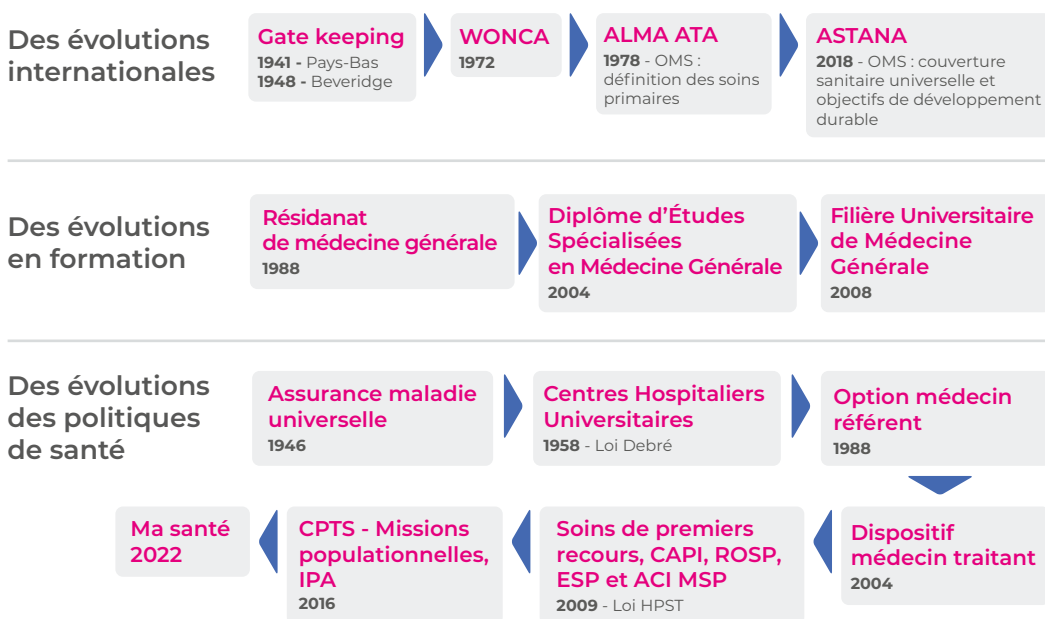 Des évolutions
internationales
Gate keeping
1941 - Pays-Bas
1948 - Beveridge
WONCA
1972
ALMA ATA
1978 - OMS :
définition des soins
primaires
ASTANA
2018 - OMS : couverture
sanitaire universelle et
objectifs de développement
durable
Des évolutions
en formation
Résidanat
de médecine générale
1988
Diplôme d’Études
Spécialisées
en Médecine Générale
2004
Filière Universitaire
de Médecine
Générale
2008
Des évolutions
des politiques
de santé
Assurance maladie
universelle
1946
Centres Hospitaliers
Universitaires
1958 - Loi Debré
Option médecin
référent
1988
Dispositif
médecin traitant
2004
Soins de premiers
recours, CAPI, ROSP,
ESP et ACI MSP
2009 - Loi HPST
CPTS - Missions
populationnelles,
IPA
2016
Ma santé
2022